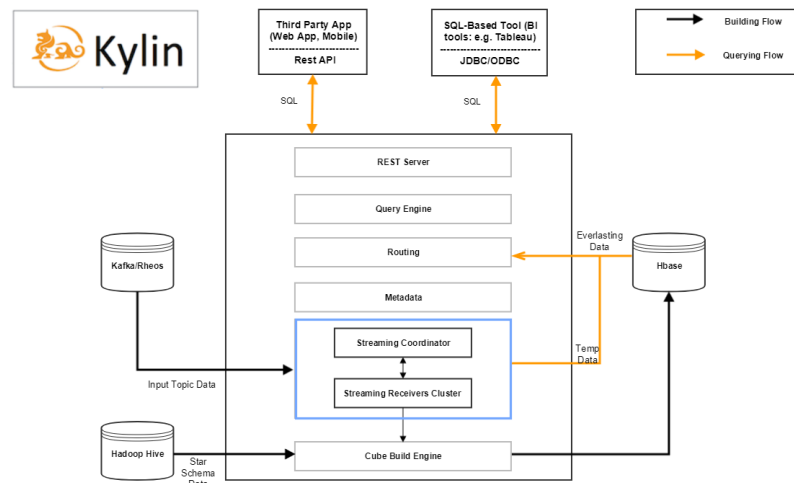 Kylin
Third Party App
(Web App, Mobile)
Rest API
SQL-Based Tool (BI
tools: e.g. Tableau)
JDBC/ODBC
Building Flow
Querying Flow
SQL
SQL
REST Server
Query Engine
Routing
Metadata
Streaming Coordinator
Streaming Receivers Cluster
Cube Build Engine
Kafka/Rheos
Input Topic Data
Hadoop Hive
Star
Schema
Data
Everlasting
Data
Hbase
Temp
Data